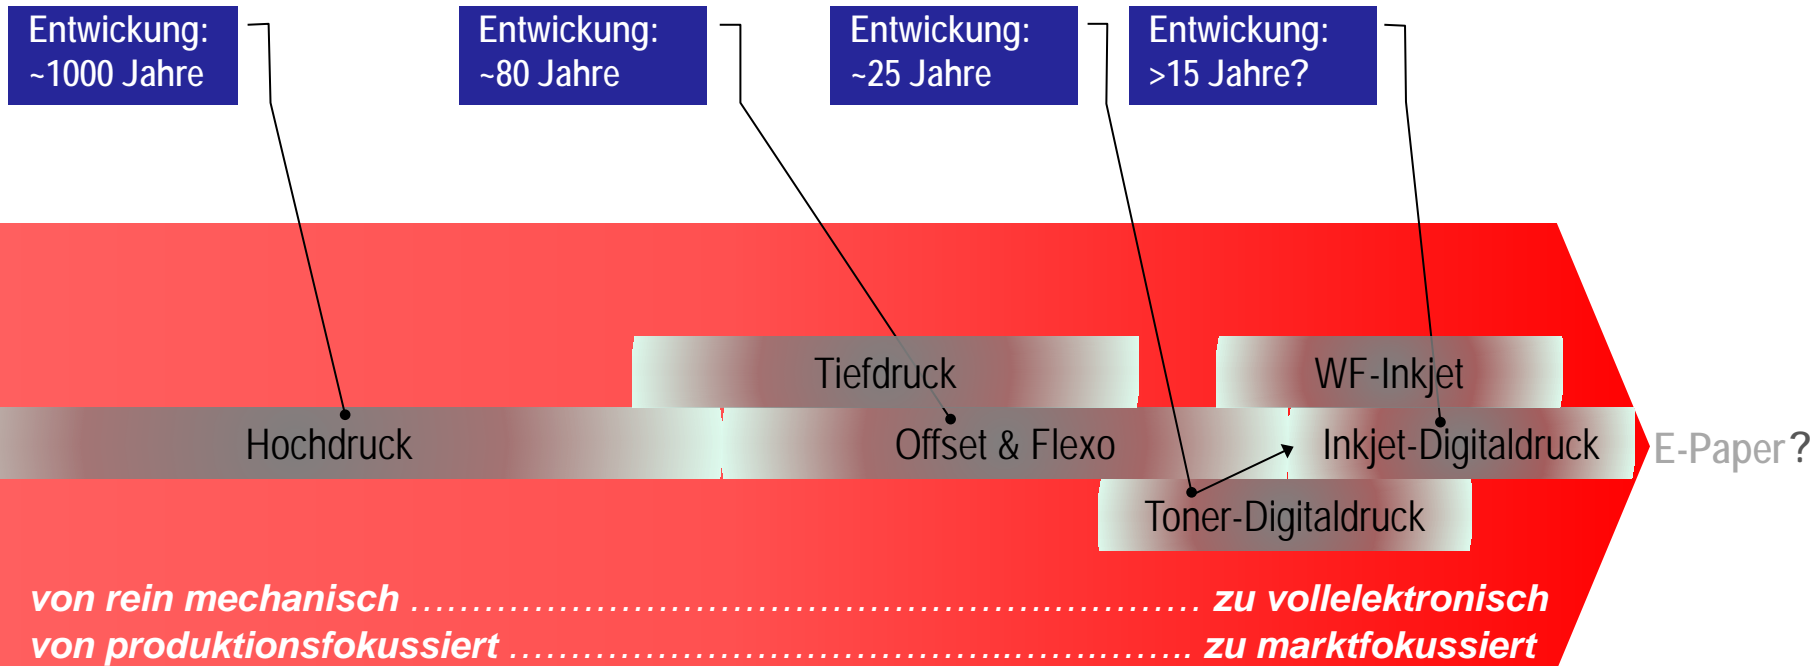 Entwickung:
~1000 Jahre
Entwickung:
~80 Jahre
Entwickung:
~25 Jahre
Entwickung:
>15 Jahre?
Tiefdruck
WF-Inkjet
Hochdruck
Offset & Flexo
Inkjet-Digitaldruck
E-Paper?
Toner-Digitaldruck
von rein mechanisch ................................................................ zu vollelektronisch
von produktionsfokussiert ....................................................... zu marktfokussiert